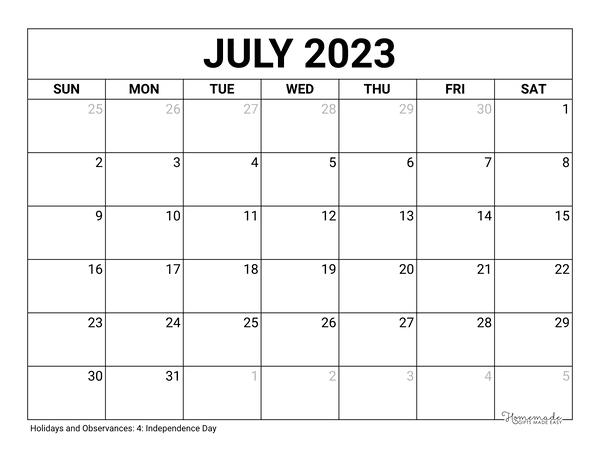 JULY 2023
SUN MON TUE WED THU FRI SAT
25 26 27 28 29 30 1
2 3 4 5 6 7 8
9 10 11 12 13 14 15
16 17 18 19 20 21 22
23 24 25 26 27 28 29
30 31 1 2 3 4 5
Homemade
GIFTS MADE EASY
Holidays and Observances: 4: Independence Day